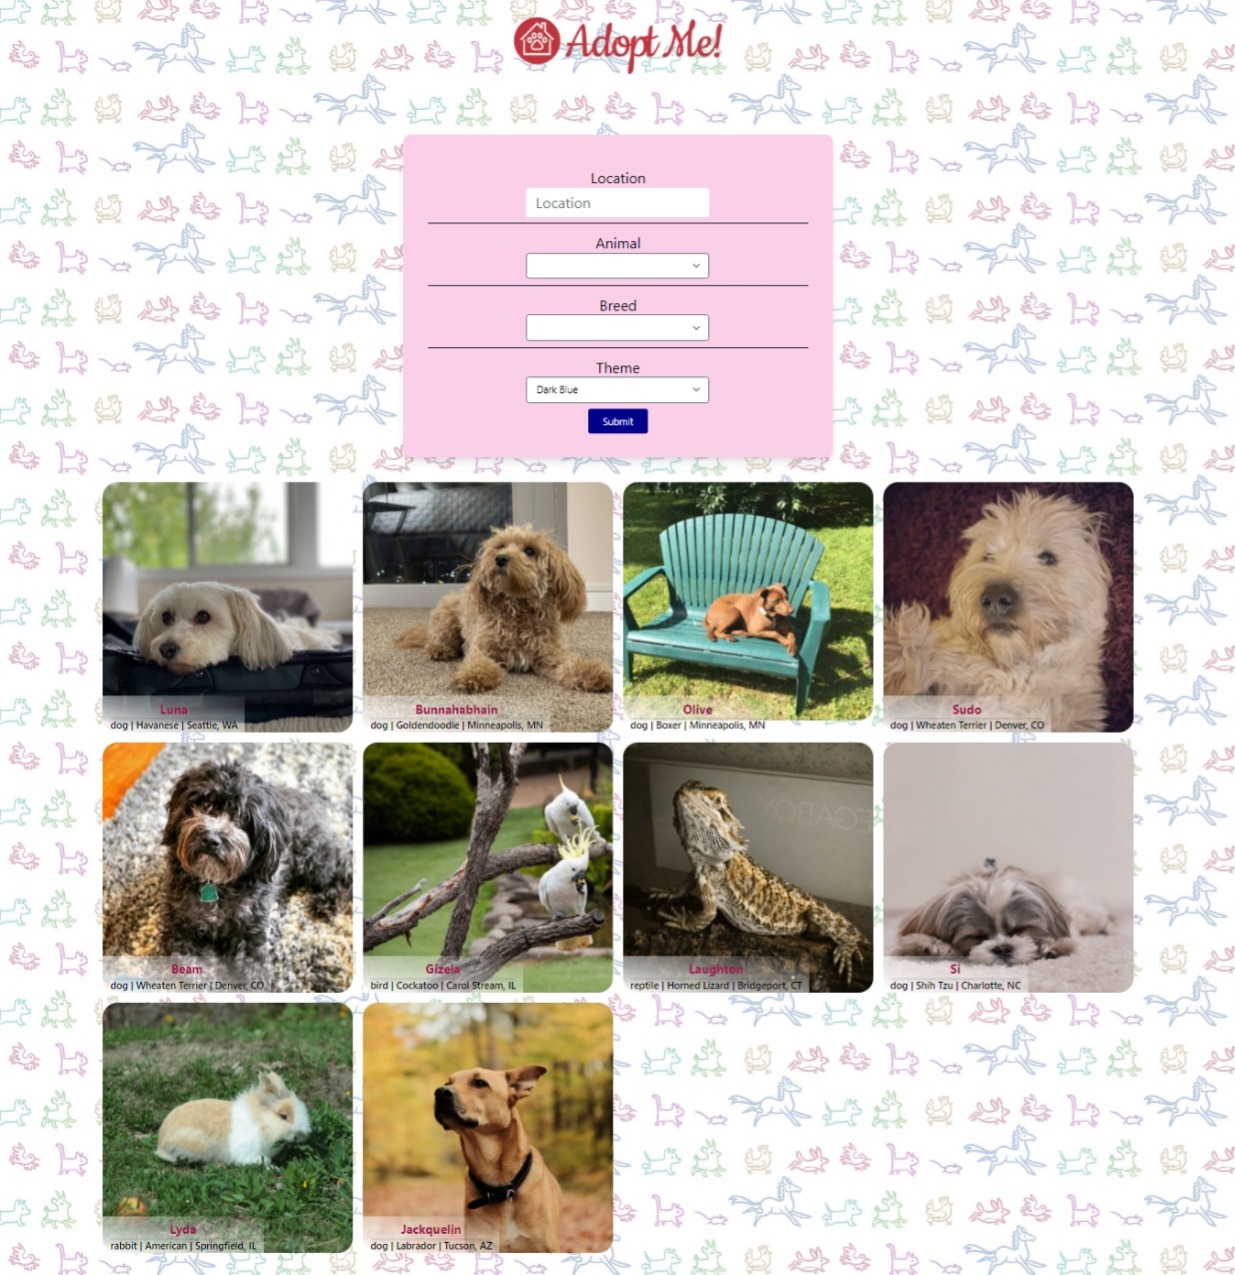 Adopt Me!
Location
Location
Animal
Breed
Theme
Dark Blue
Submit
Luna
dog | Havanese | Seattle, WA
Bunnahabhain
dog | Goldendoodle | Minneapolis, MN
Olive
dog | Boxer | Minneapolis, MN
Sudo
dog | Wheaten Terrier | Denver, CO
Beam
dog | Wheaten Terrier | Denver, CO
Gizela
bird | Cockatoo | Carol Stream, IL
Laughton
reptile | Horned Lizard | Bridgeport, CT
Si
dog | Shih Tzu | Charlotte, NC
Lyda
rabbit | American | Springfield, IL
Jackquelin
dog | Labrador | Tucson, AZ